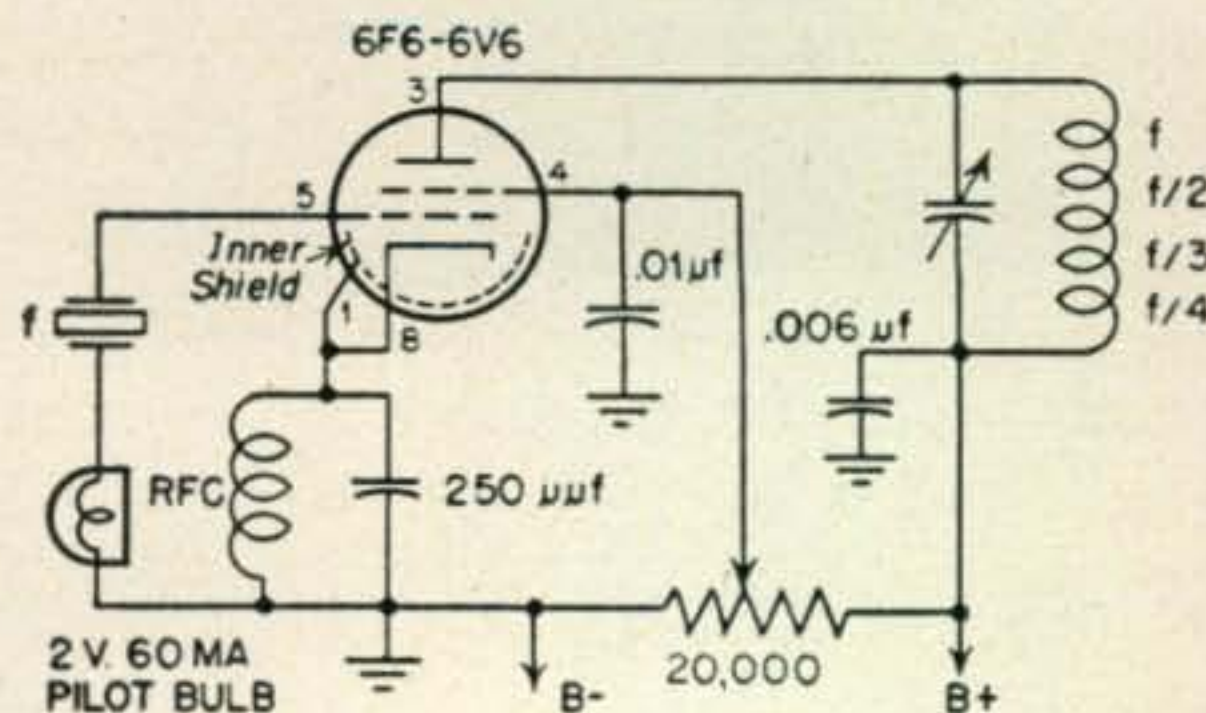 6F6-6V6
3
5
4
Inner
Shield
1
8
f
.01µf
.006 µf
f
f/2
f/3
f/4
RFC
250 µµf
2 V. 60 MA
PILOT BULB
B-
20,000
B+